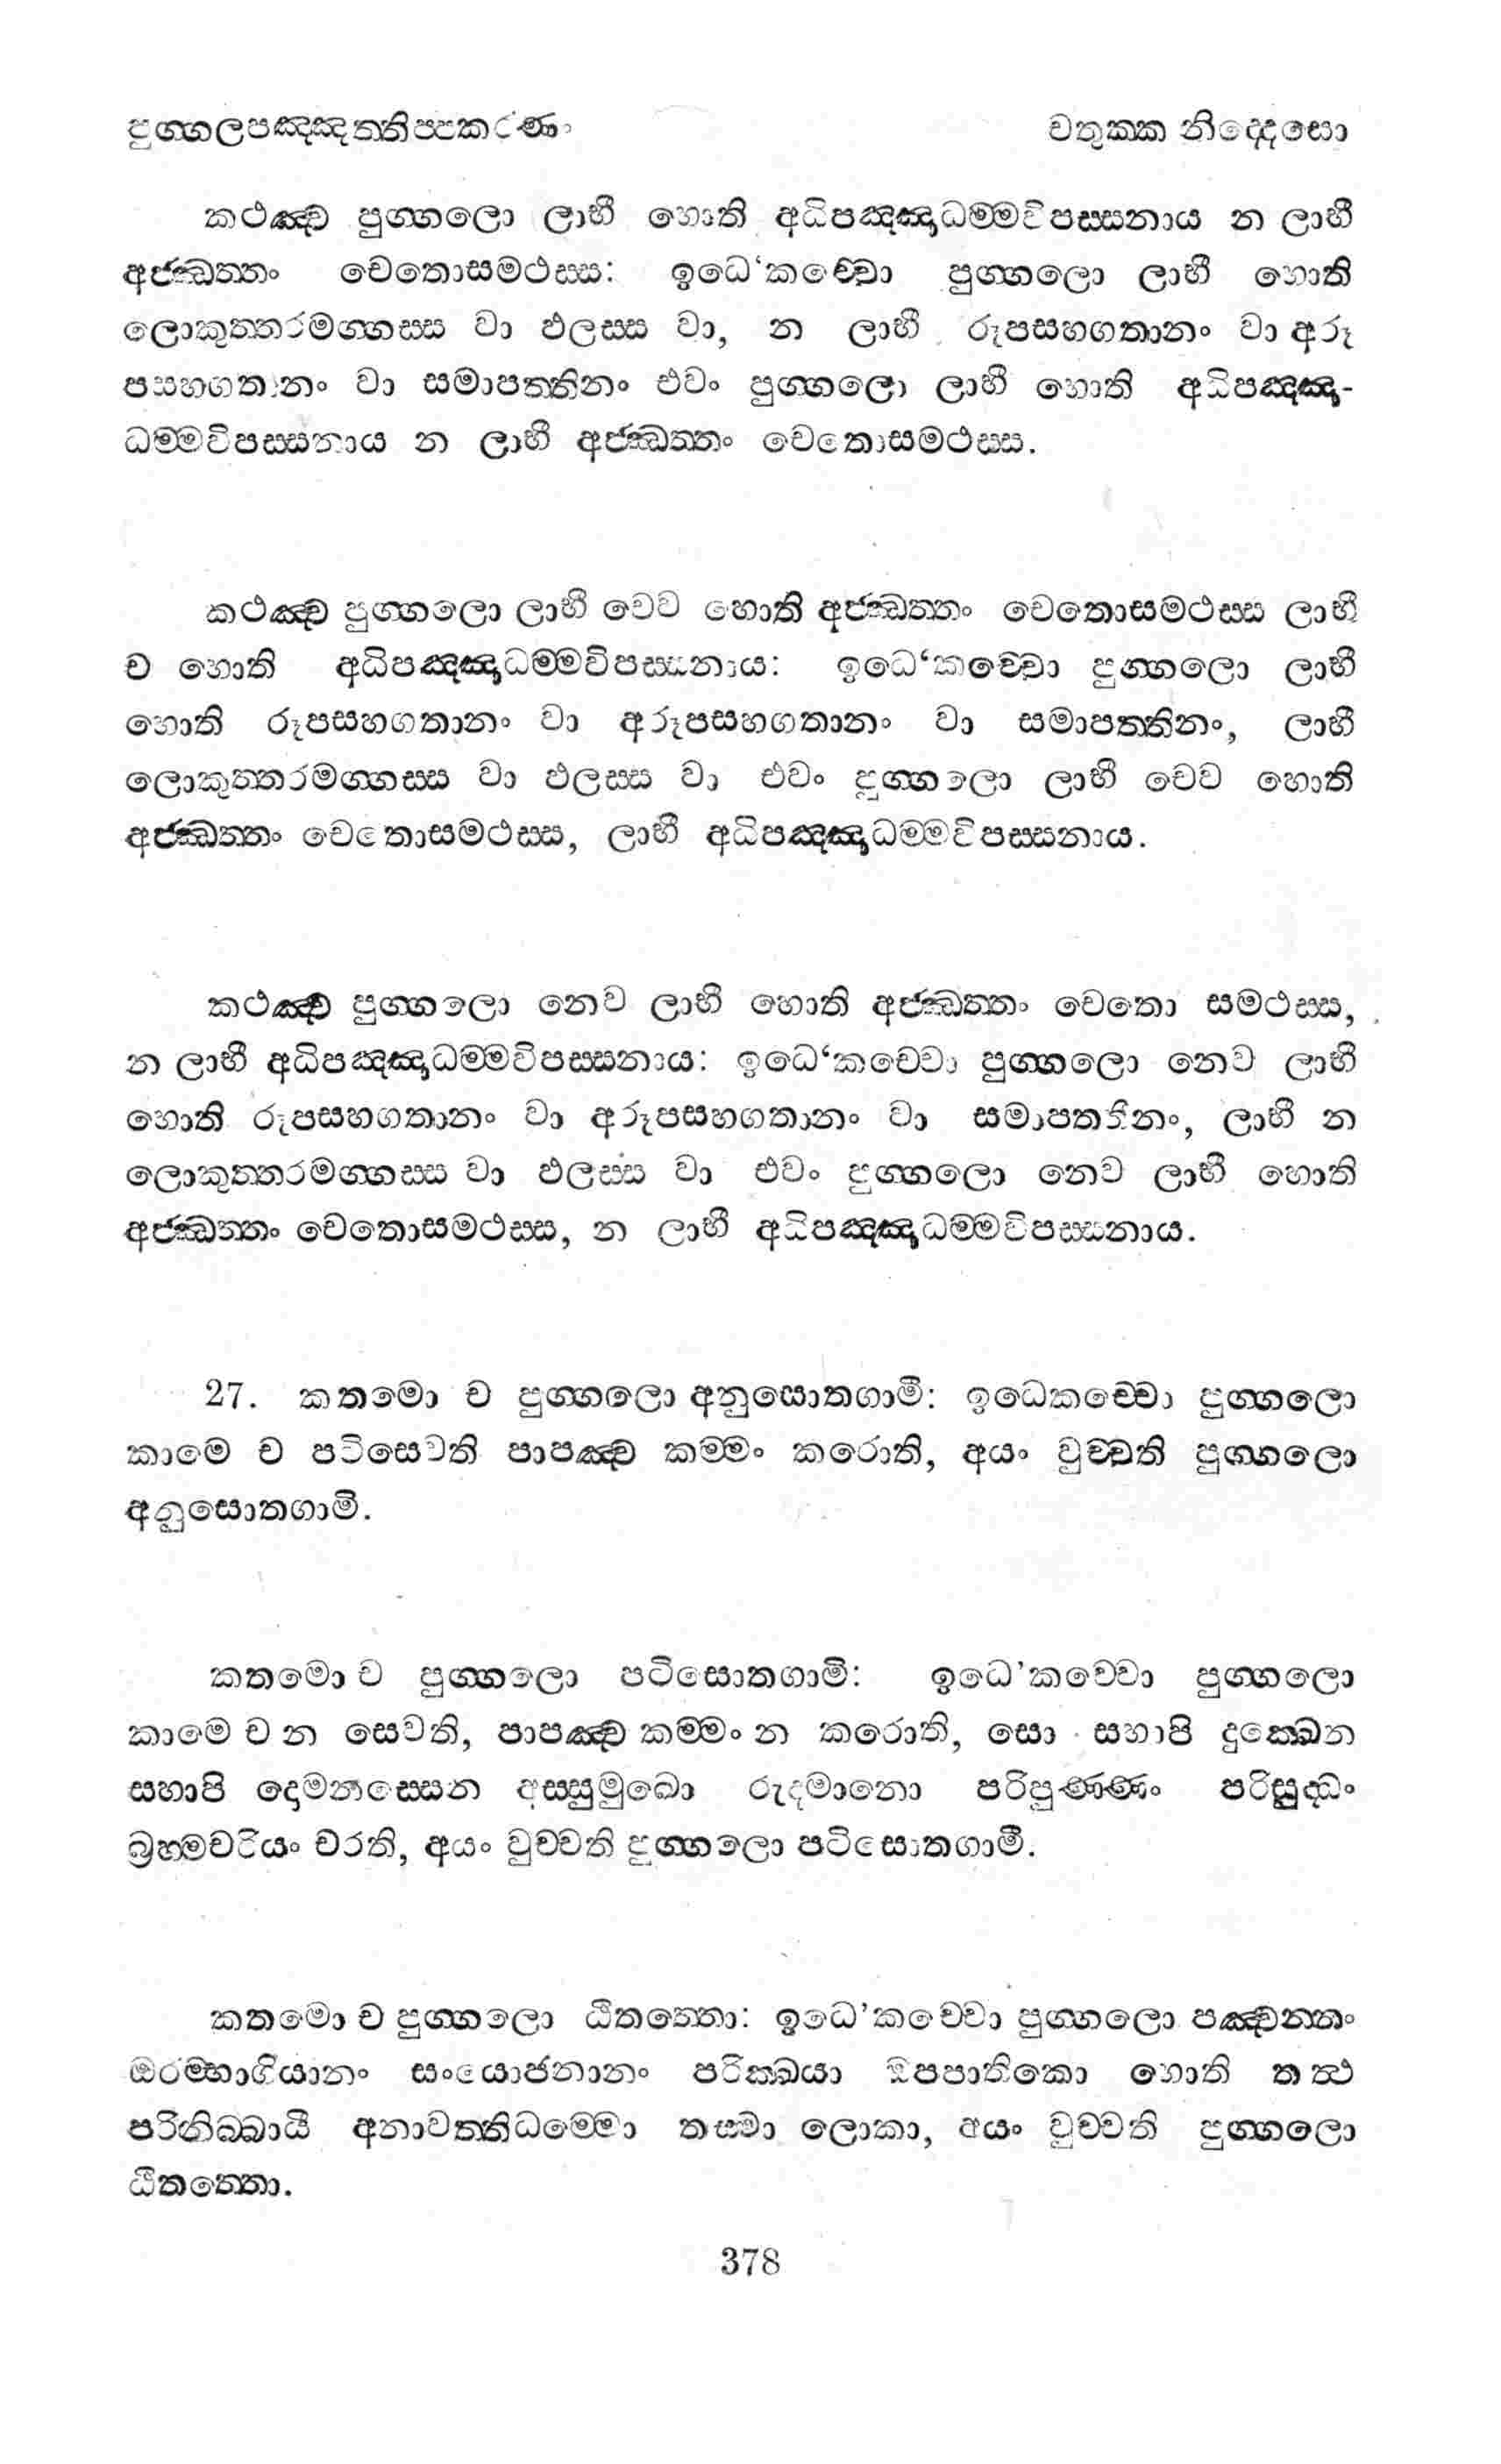 පුග්ගලපඤ්ඤත්තිප්පකරණං චතුක්ක නිද්දෙසො
කථඤ්ච පුග්ගලො ලාභී හොති අධිපඤ්ඤාධම්මවිපස්සනාය න ලාභී
අජ්ඣත්තං චෙතොසමථස්ස: ඉධෙ‘කච්චො පුග්ගලො ලාභී හොති
ලොකුත්තරමග්ගස්ස වා ඵලස්ස වා, න ලාභී රූපසහගතානං වා අරූ
පසහගතානං වා සමාපත්තිනං එවං පුග්ගලො ලාභී හොති අධිපඤ්ඤා-
ධම්මවිපස්සනාය න ලාභී අජ්ඣත්තං චෙතොසමථස්ස.
කථඤ්ච පුග්ගලො ලාභී චෙව හොති අජ්ඣත්තං චෙතොසමථස්ස ලාභී
ච හොති අධිපඤ්ඤාධම්මවිපස්සනාය: ඉධෙ‘කච්චො පුග්ගලො ලාභී
හොති රූපසහගතානං වා අරූපසහගතානං වා සමාපත්තිනං, ලාභී
ලොකුත්තරමග්ගස්ස වා ඵලස්ස වා එවං පුග්ගලො ලාභී චෙව හොති
අජ්ඣත්තං චෙතොසමථස්ස, ලාභී අධිපඤ්ඤාධම්මවිපස්සනාය.
කථඤ්ච පුග්ගලො නෙව ලාභී හොති අජ්ඣත්තං චෙතො සමථස්ස,
න ලාභී අධිපඤ්ඤාධම්මවිපස්සනාය: ඉධෙ‘කච්චො පුග්ගලො නෙව ලාභී
හොති රූපසහගතානං වා අරූපසහගතානං වා සමාපත්තිනං, ලාභී න
ලොකුත්තරමග්ගස්ස වා ඵලස්ස වා එවං පුග්ගලො නෙව ලාභී හොති
අජ්ඣත්තං චෙතොසමථස්ස, න ලාභී අධිපඤ්ඤාධම්මවිපස්සනාය.
27. කතමො ච පුග්ගලො අනුසොතගාමී: ඉධෙකච්චො පුග්ගලො
කාමෙ ච පටිසෙවති පාපඤ්ච කම්මං කරොති, අයං වුච්චති පුග්ගලො
අනුසොතගාමී.
කතමො ච පුග්ගලො පටිසොතගාමි: ඉධෙ’කච්චො පුග්ගලො
කාමෙ ච න සෙවති, පාපඤ්ච කම්මං න කරොති, සො සහාපි දුක්ඛෙන
සහාපි දොමනස්සෙන අස්සුමුඛො රුදමානො පරිපුණ්ණං පරිසුද්ධං
බ්‍රහ්මචරියං චරති, අයං වුච්චති පුග්ගලො පටිසොතගාමී.
කතමො ච පුග්ගලො ඨිතත්තො: ඉධෙ’කච්චො පුග්ගලො පඤ්චන්නං
ඔරම්භාගියානං සංයොජනානං පරික්ඛයා ඔපපාතිකො හොති තත්ථ
පරිනිබ්බායී අනාවත්තිධම්මො තස්මා ලොකා, අයං වුච්චති පුග්ගලො
ඨිතත්තො.
378